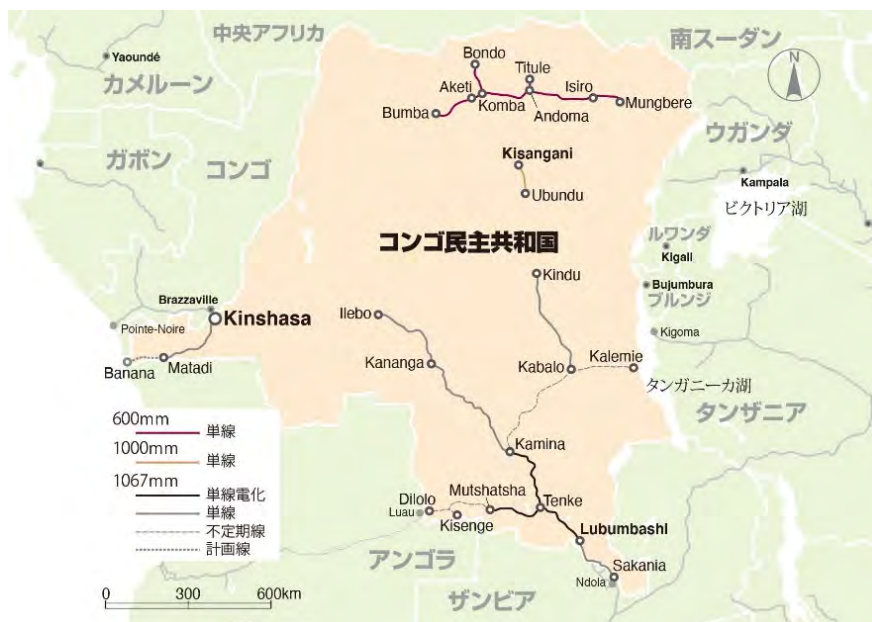 中央アフリカ
南スーダン
Yaoundé
カメルーン
Bondo
Titule
N
Aketi
Isiro
Bumba
Komba
Andoma
Mungbere
ガボン
コンゴ
ウガンダ
Kisangani
Kampala
Ubundu
ビクトリア湖
コンゴ民主共和国
ルワンダ
Kigali
Kindu
Bujumbura
ブルンジ
Brazzaville
Kinshasa
Ilebo
Pointe-Noire
Kigoma
Kananga
Kabalo
Kalemie
Banana
Matadi
タンガニーカ湖
タンザニア
600mm
単線
1000mm
単線
1067mm
単線電化
単線
不定期線
計画線
Kamina
Dilolo
Mutshatsha
Tenke
Luau
Kisenge
Lubumbashi
アンゴラ
Sakania
Ndola
ザンビア
0 300 600km